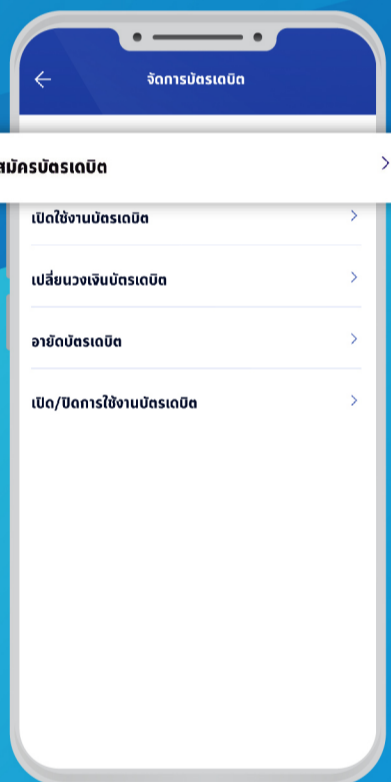 จัดการบัตรเดบิต
สมัครบัตรเดบิต
เปิดใช้งานบัตรเดบิต
เปลี่ยนวงเงินบัตรเดบิต
อายัดบัตรเดบิต
เปิด/ปิดการใช้งานบัตรเดบิต